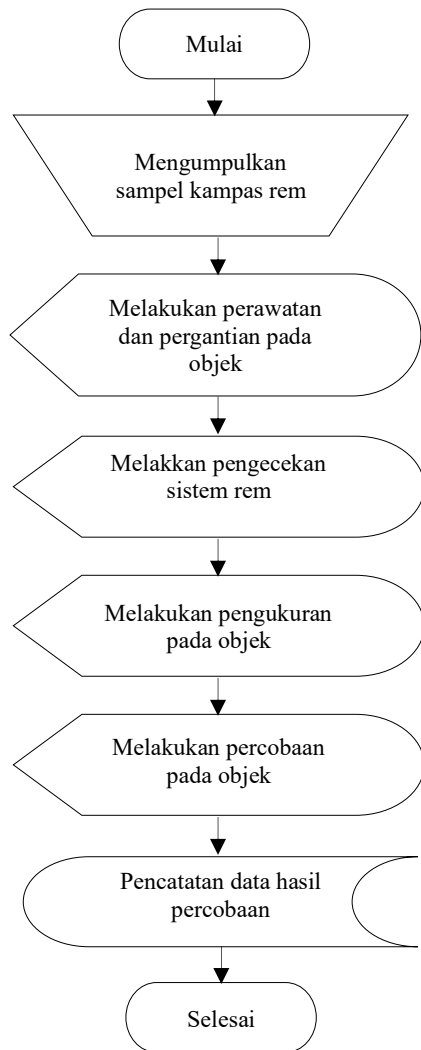 Mulai
Mengumpulkan
sampel kampas rem
Melakukan perawatan
dan pergantian pada
objek
Melakkan pengecekan
sistem rem
Melakukan pengukuran
pada objek
Melakukan percobaan
pada objek
Pencatatan data hasil
percobaan
Selesai